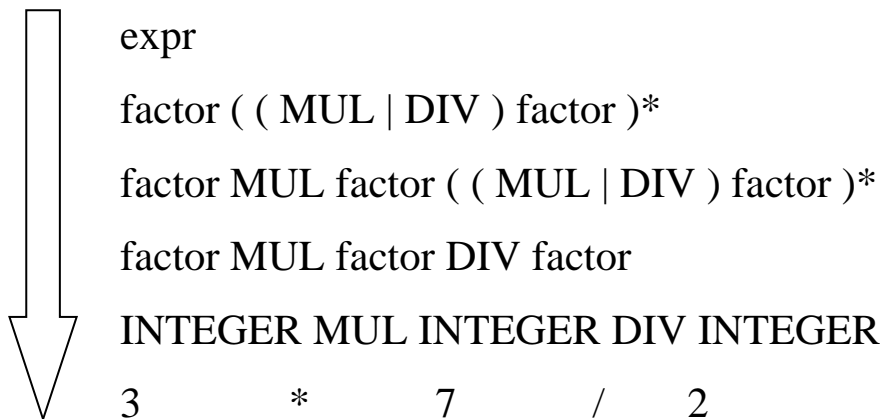 expr
factor ( ( MUL | DIV ) factor )*
factor MUL factor ( ( MUL | DIV ) factor )*
factor MUL factor DIV factor
INTEGER MUL INTEGER DIV INTEGER
3 * 7 / 2